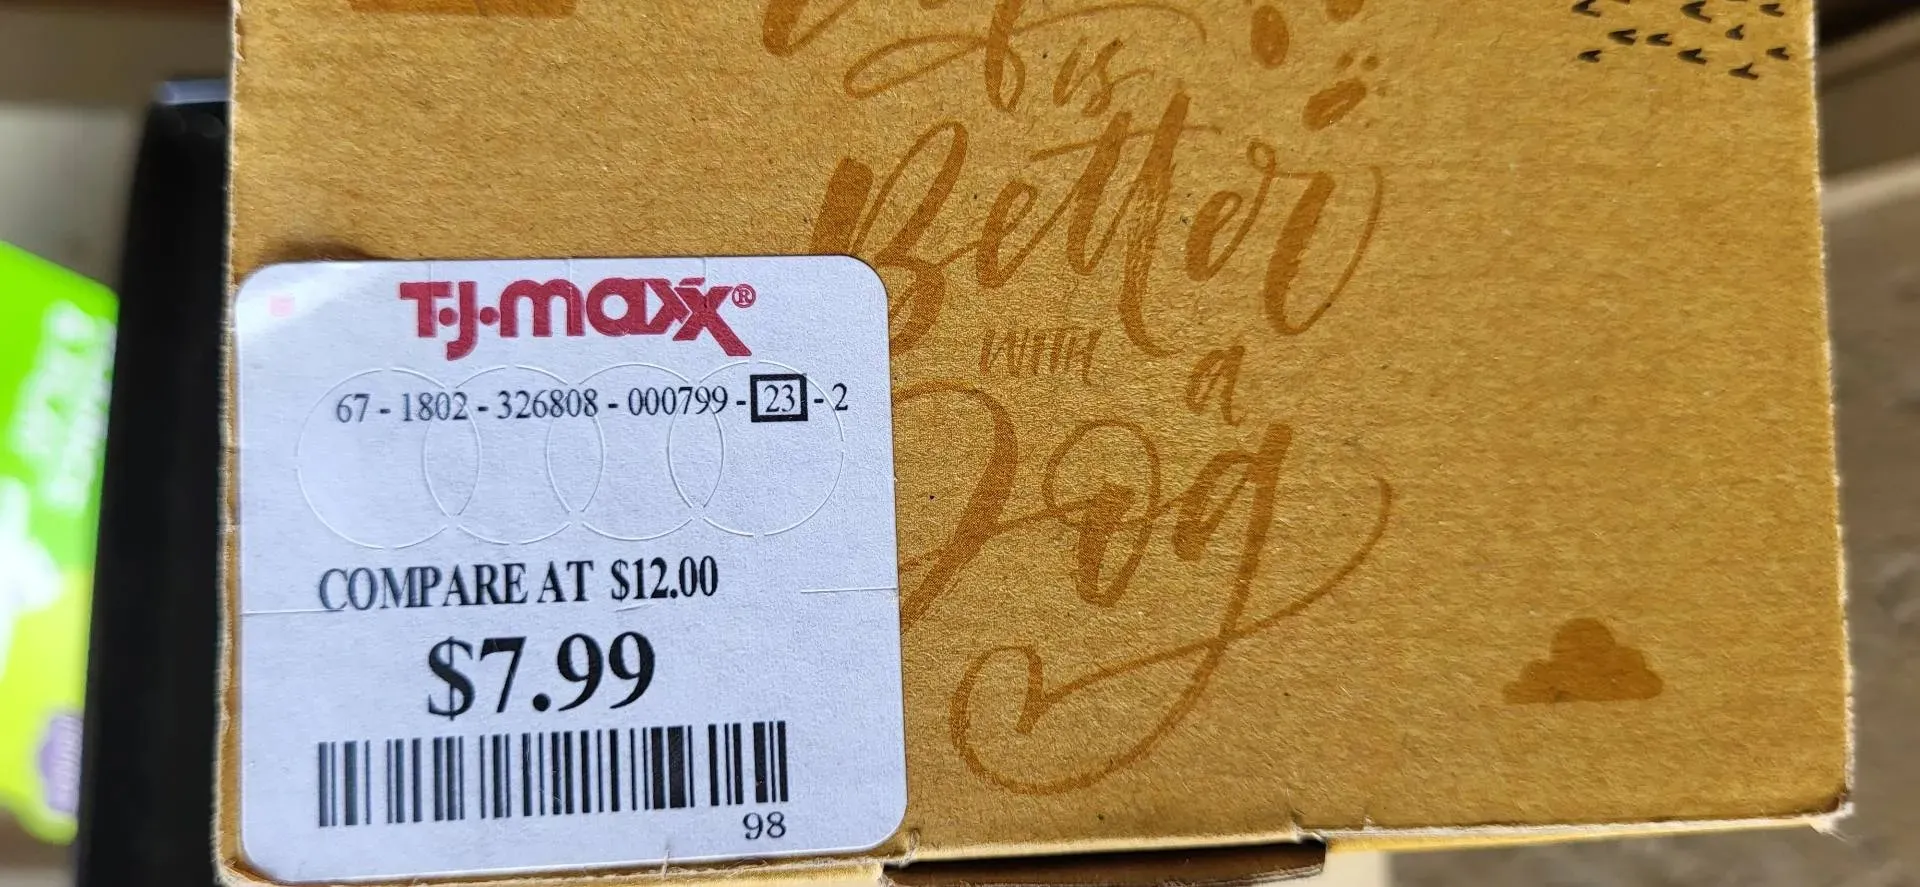 is
Better
WITH
a
Dog
T.J.maxx®
67 - 1802 - 326808 - 000799 - 23 - 2
COMPARE AT $12.00
$7.99
98